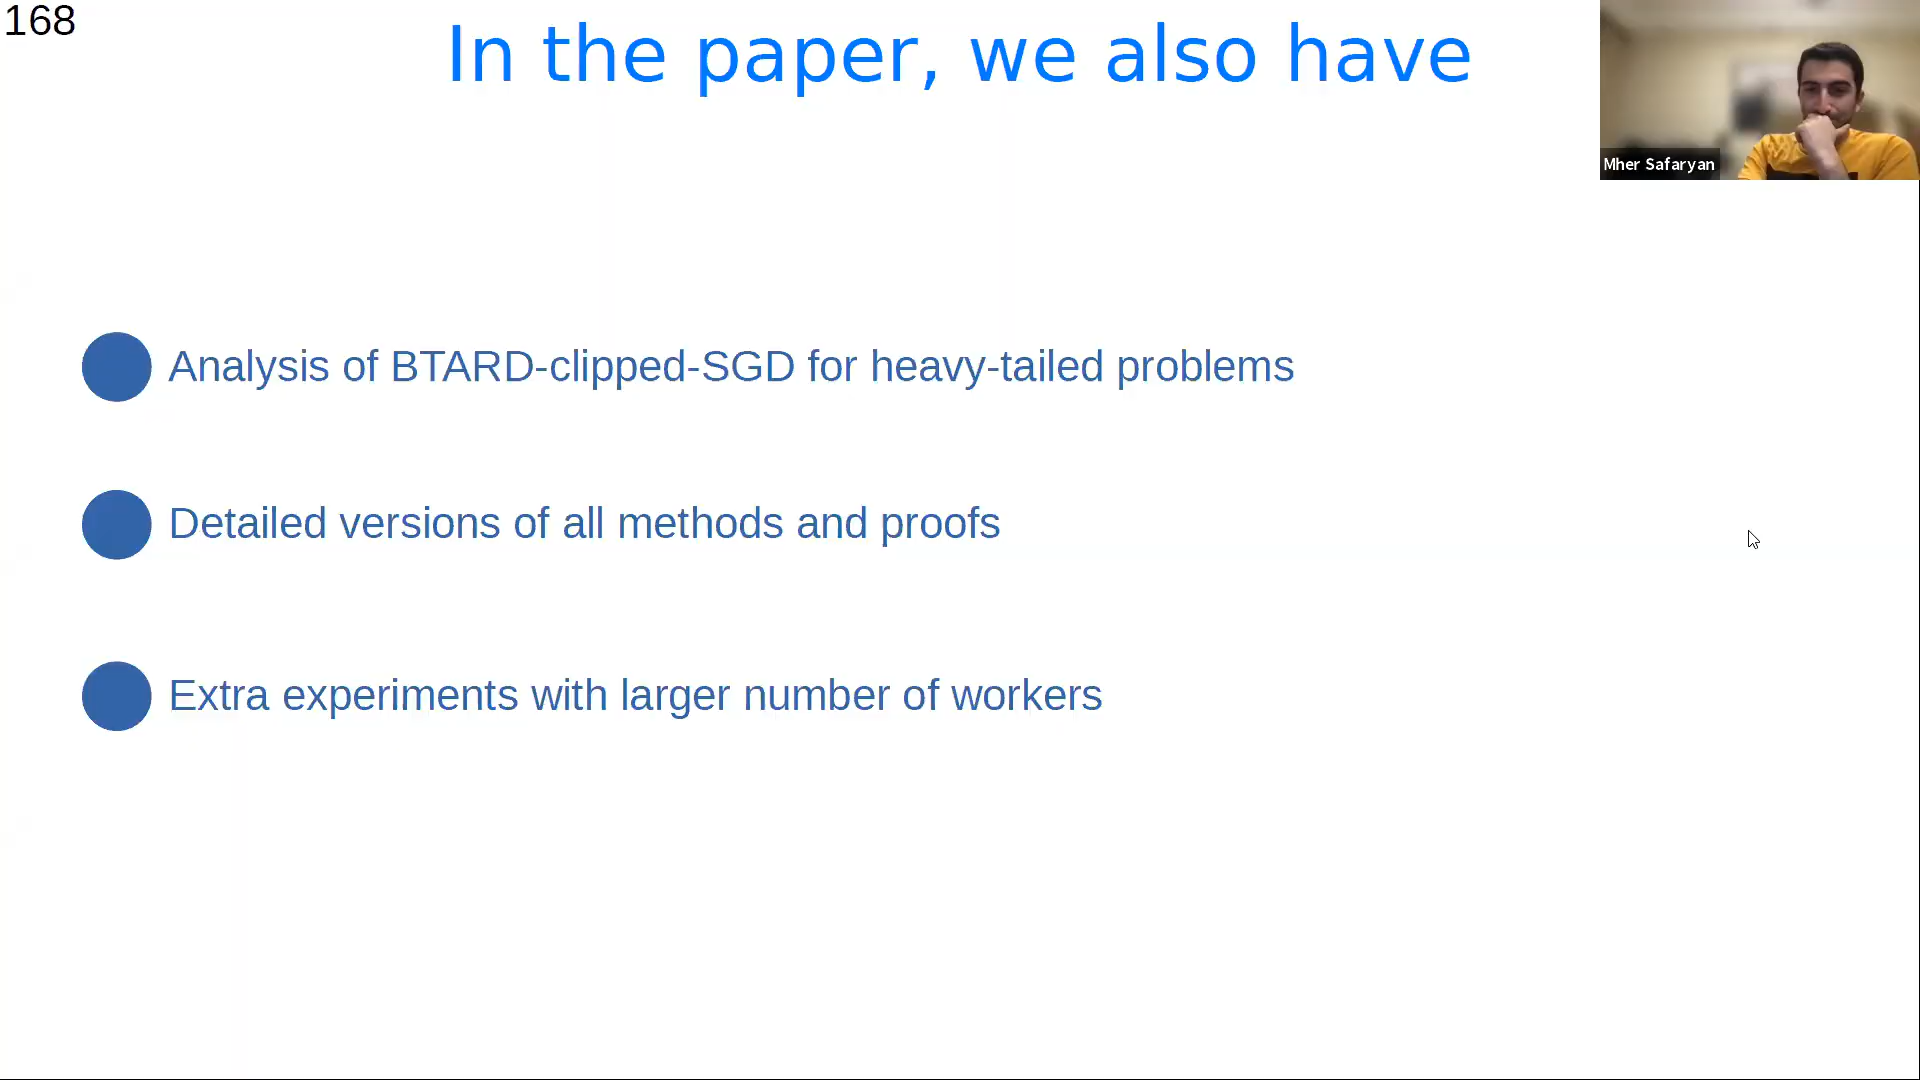 168
In the paper, we also have
Mher Safaryan
Analysis of BTARD-clipped-SGD for heavy-tailed problems
Detailed versions of all methods and proofs
Extra experiments with larger number of workers